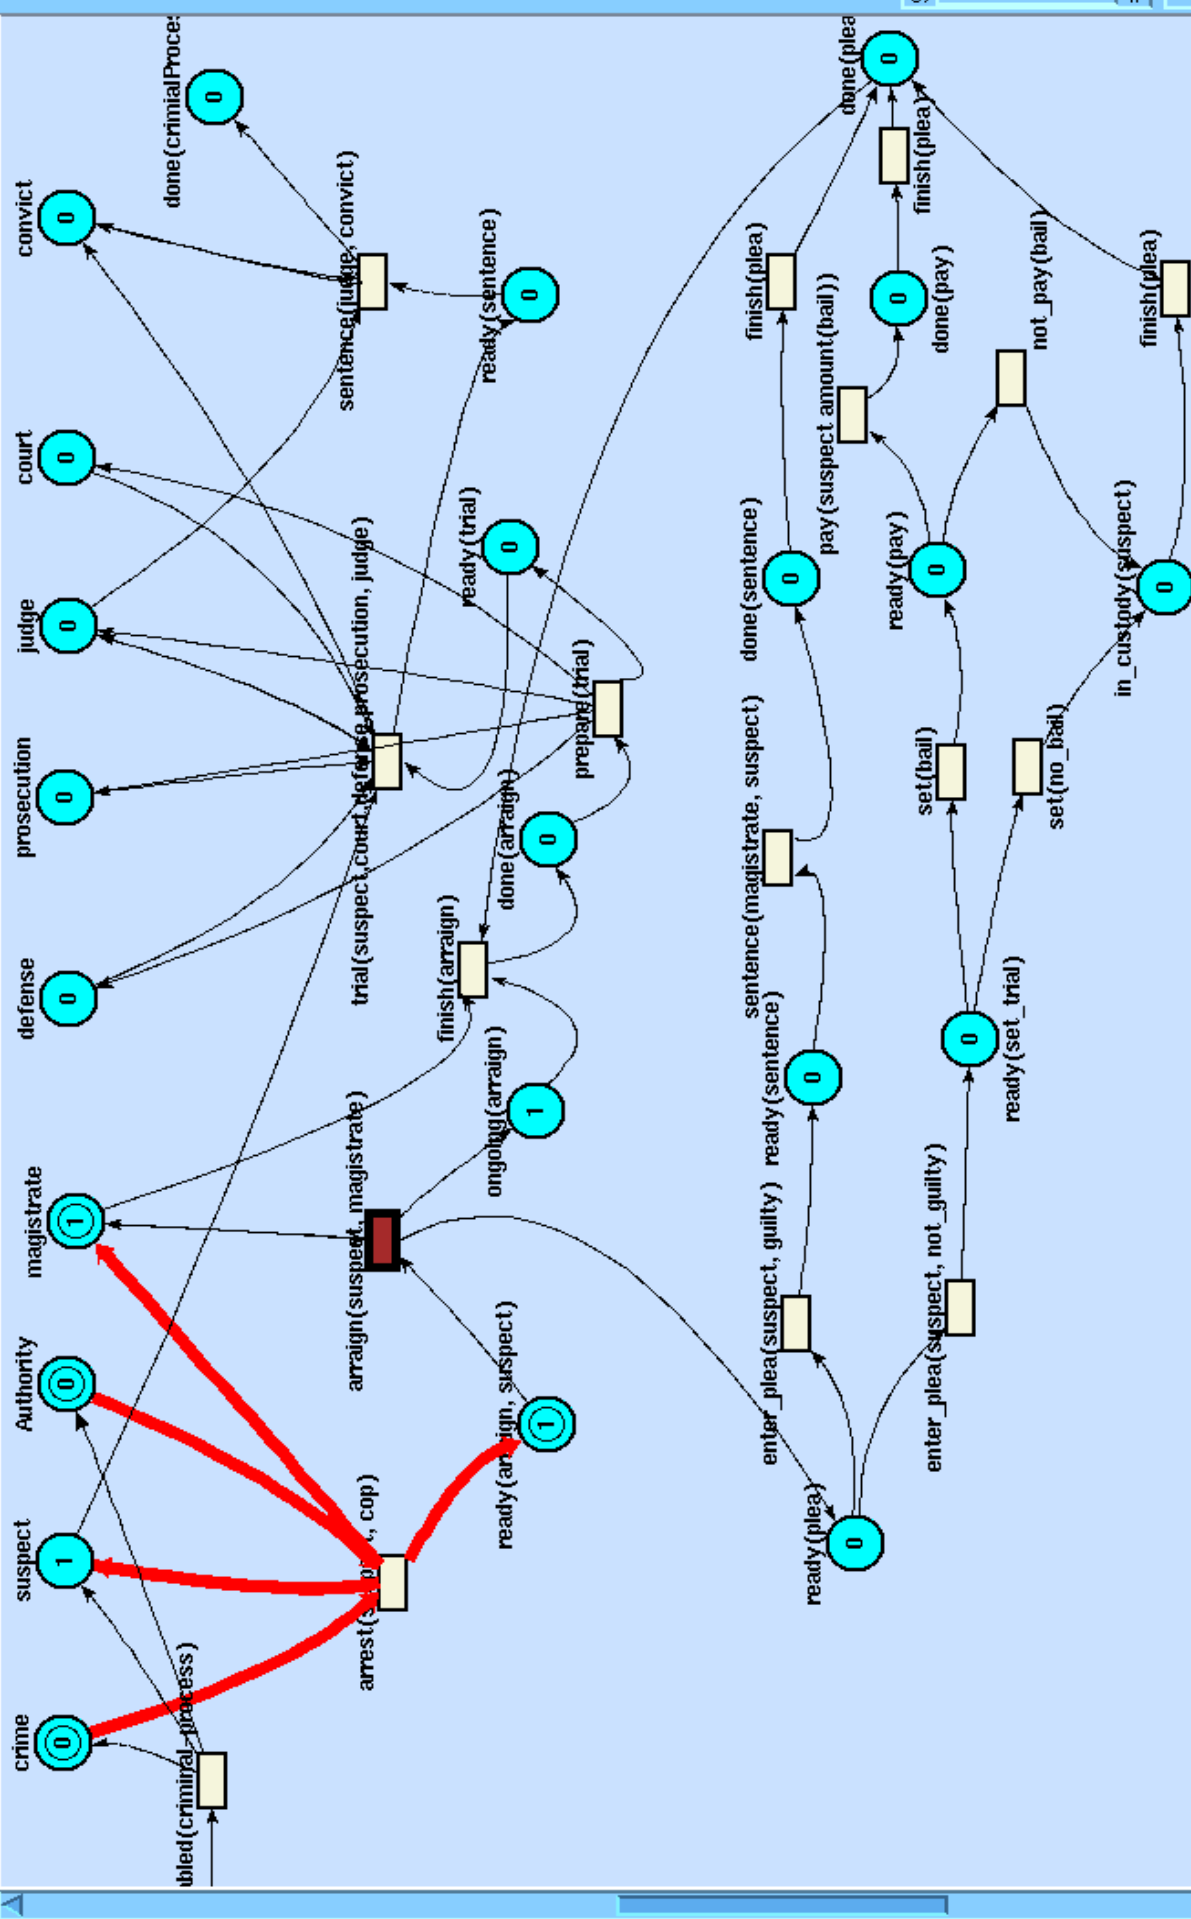 crime
0
suspect
1
Authority
0
magistrate
1
defense
0
prosecution
0
judge
0
court
0
convict
0
bled(criminal_process)
done(crimialProce
0
arrest(s    t, cop)
arraign(suspect, magistrate)
trial(suspect,court,defense,prosecution, judge)
sentence(judge, convict)
ready(arraign, suspect)
1
ongoing(arraign)
1
finish(arraign)
done(arraign)
0
prepare(trial)
ready(trial)
0
ready(sentence)
0
ready(plea)
0
enter_plea(suspect, guilty)
ready(sentence)
0
sentence(magistrate, suspect)
done(sentence)
0
finish(plea)
done(plea
0
enter_plea(suspect, not_guilty)
ready(set_trial)
0
set(bail)
ready(pay)
0
pay(suspect amount(bail))
done(pay)
0
finish(plea)
set(no_bail)
not_pay(bail)
in_custody(suspect)
0
finish(plea)